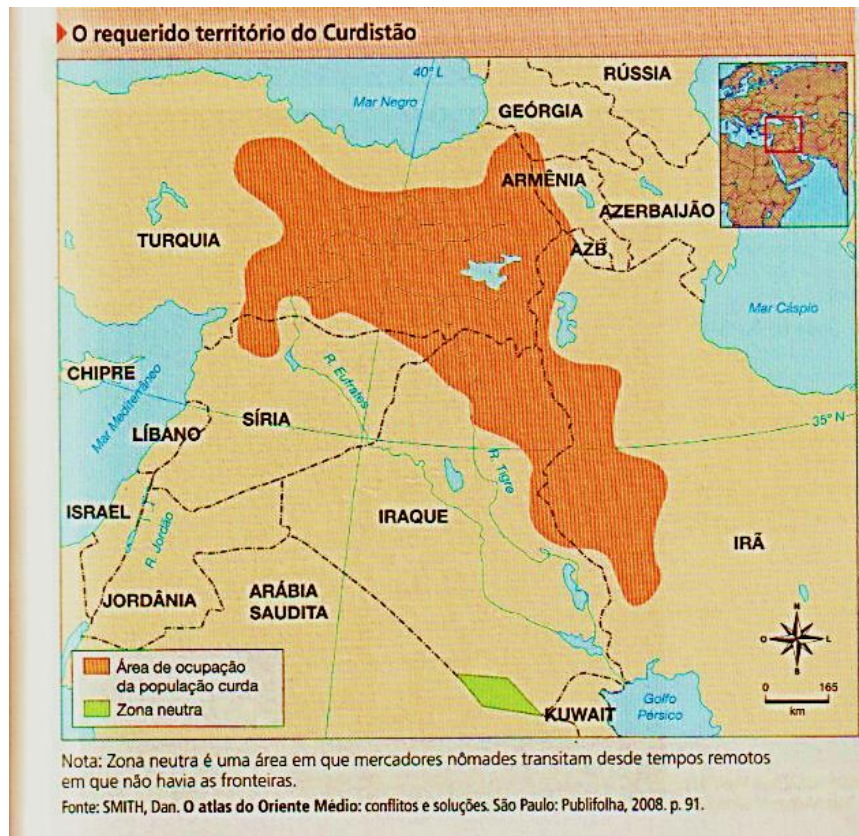 O requerido território do Curdistão
40° L
RÚSSIA
Mar Negro
GEÓRGIA
ARMÊNIA
AZERBAIJÃO
TURQUIA
AZB
Mar Cáspio
CHIPRE
R. Eufrates
Mar Mediterrâneo
SÍRIA
35° N
LÍBANO
R. Tigre
ISRAEL
IRAQUE
IRÃ
R. Jordão
JORDÂNIA
ARÁBIA
SAUDITA
N
O L
S
Área de ocupação
da população curda
Zona neutra
0 165
km
KUWAIT
Golfo
Pérsico
Nota: Zona neutra é uma área em que mercadores nômades transitam desde tempos remotos
em que não havia as fronteiras.
Fonte: SMITH, Dan. O atlas do Oriente Médio: conflitos e soluções. São Paulo: Publifolha, 2008. p. 91.